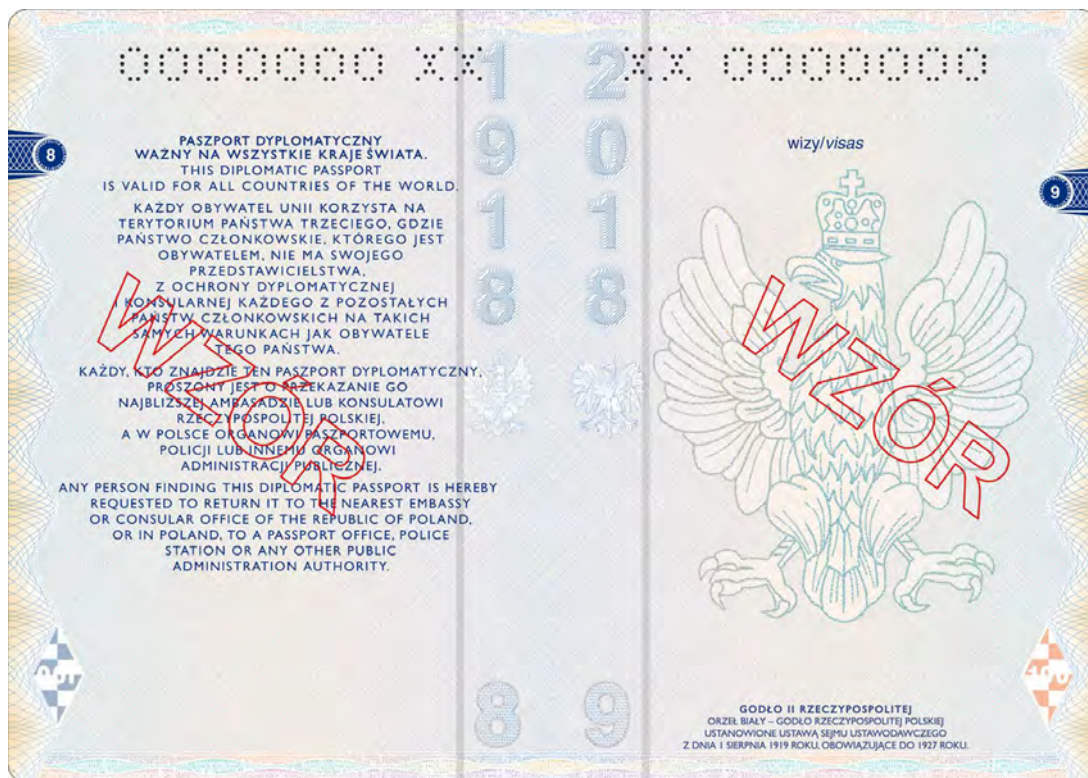 0000000 XX
XX 0000000
8
PASZPORT DYPLOMATYCZNY
WAŻNY NA WSZYSTKIE KRAJE ŚWIATA.
THIS DIPLOMATIC PASSPORT
IS VALID FOR ALL COUNTRIES OF THE WORLD.
KAŻDY OBYWATEL UNII KORZYSTA NA
TERYTORIUM PAŃSTWA TRZECIEGO, GDZIE
PAŃSTWO CZŁONKOWSKIE, KTÓREGO JEST
OBYWATELEM, NIE MA SWOJEGO
PRZEDSTAWICIELSTWA,
Z OCHRONY DYPLOMATYCZNEJ
I KONSULARNEJ KAŻDEGO Z POZOSTAŁYCH
PAŃSTW CZŁONKOWSKICH NA TAKICH
SAMYCH WARUNKACH JAK OBYWATELE
TEGO PAŃSTWA.
KAŻDY, KTO ZNAJDZIE TEN PASZPORT DYPLOMATYCZNY,
PROSZONY JEST O PRZEKAZANIE GO
NAJBLIŻSZEJ AMBASADZIE LUB KONSULATOWI
RZECZYPOSPOLITEJ POLSKIEJ,
A W POLSCE ORGANOWI PASZPORTOWEMU,
POLICJI LUB INNEMU ORGANOWI
ADMINISTRACJI PUBLICZNEJ.
ANY PERSON FINDING THIS DIPLOMATIC PASSPORT IS HEREBY
REQUESTED TO RETURN IT TO THE NEAREST EMBASSY
OR CONSULAR OFFICE OF THE REPUBLIC OF POLAND,
OR IN POLAND, TO A PASSPORT OFFICE, POLICE
STATION OR ANY OTHER PUBLIC
ADMINISTRATION AUTHORITY.
WZÓR
1918
8
2018
9
wizy/visas
9
WZÓR
100
GODŁO II RZECZYPOSPOLITEJ
ORZEŁ BIAŁY – GODŁO RZECZYPOSPOLITEJ POLSKIEJ
USTANOWIONE USTAWĄ SEJMU USTAWODAWCZEGO
Z DNIA 1 SIERPNIA 1919 ROKU, OBOWIĄZUJĄCE DO 1927 ROKU.